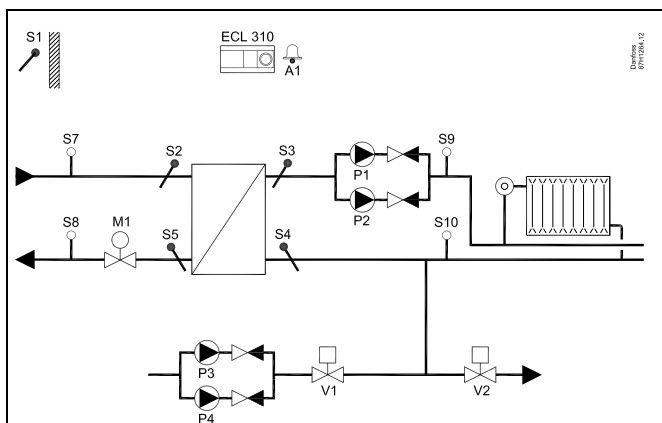 S1
ECL 310
A1
Danfoss
87H1264.12
S7
S2
S3
P1
P2
S9
S8
M1
S5
S4
S10
P3
P4
V1
V2